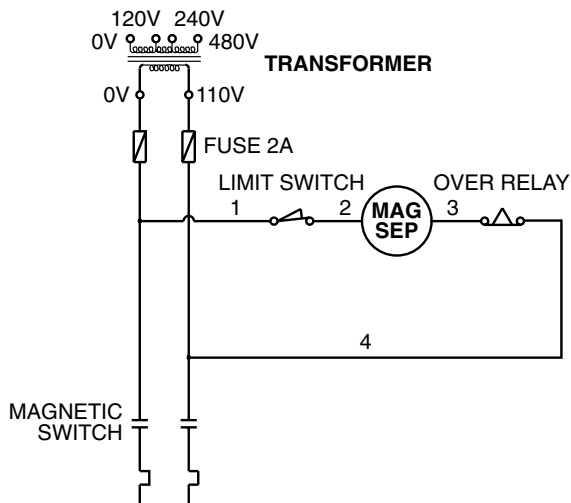 120V 240V
0V 480V
TRANSFORMER
0V 110V
FUSE 2A
LIMIT SWITCH
OVER RELAY
1
2
MAG
SEP
3
4
MAGNETIC
SWITCH